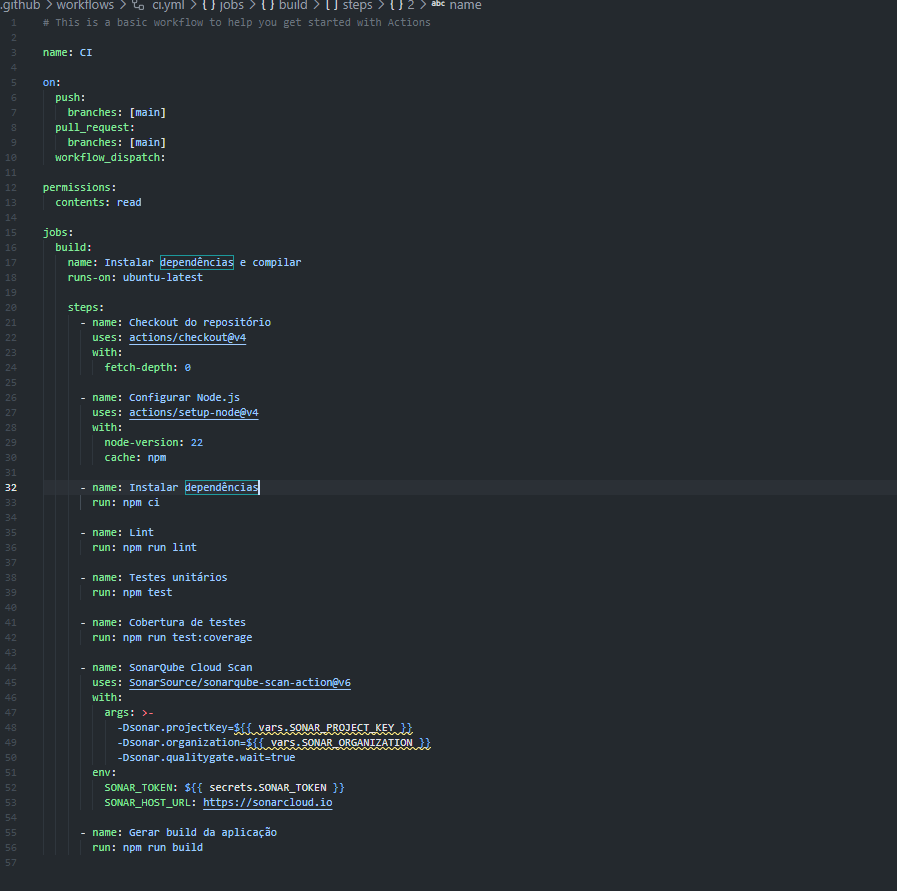 .github > workflows > ci.yml > {} jobs > {} build > [] steps > {} 2 > abc name
1 # This is a basic workflow to help you get started with Actions
2
3 name: CI
4
5 on:
6   push:
7     branches: [main]
8   pull_request:
9     branches: [main]
10   workflow_dispatch:
11
12 permissions:
13   contents: read
14
15 jobs:
16   build:
17     name: Instalar dependências e compilar
18     runs-on: ubuntu-latest
19
20     steps:
21       - name: Checkout do repositório
22         uses: actions/checkout@v4
23         with:
24           fetch-depth: 0
25
26       - name: Configurar Node.js
27         uses: actions/setup-node@v4
28         with:
29           node-version: 22
30           cache: npm
31
32       - name: Instalar dependências
33         run: npm ci
34
35       - name: Lint
36         run: npm run lint
37
38       - name: Testes unitários
39         run: npm test
40
41       - name: Cobertura de testes
42         run: npm run test:coverage
43
44       - name: SonarQube Cloud Scan
45         uses: SonarSource/sonarqube-scan-action@v6
46         with:
47           args: >-
48             -Dsonar.projectKey=${{ vars.SONAR_PROJECT_KEY }}
49             -Dsonar.organization=${{ vars.SONAR_ORGANIZATION }}
50             -Dsonar.qualitygate.wait=true
51         env:
52           SONAR_TOKEN: ${{ secrets.SONAR_TOKEN }}
53           SONAR_HOST_URL: https://sonarcloud.io
54
55       - name: Gerar build da aplicação
56         run: npm run build
57